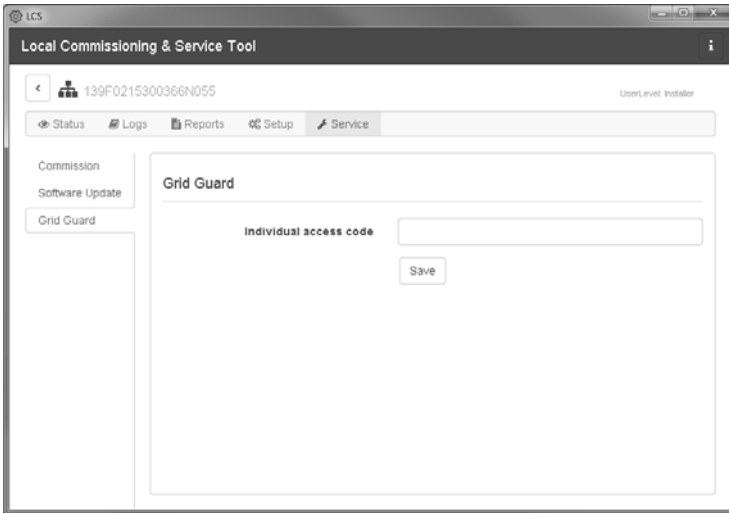 LCS
Local Commissioning & Service Tool
i
139F0215300366N055
UserLevel: Installer
Status Logs Reports Setup Service
Commission
Software Update
Grid Guard
Grid Guard
Individual access code
Save